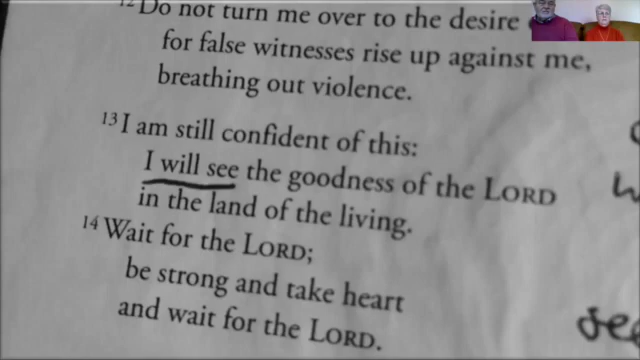 12 Do not turn me over to the desire
for false witnesses rise up against me,
breathing out violence.
13 I am still confident of this:
I will see the goodness of the LORD
in the land of the living.
14 Wait for the LORD;
be strong and take heart
and wait for the LORD.